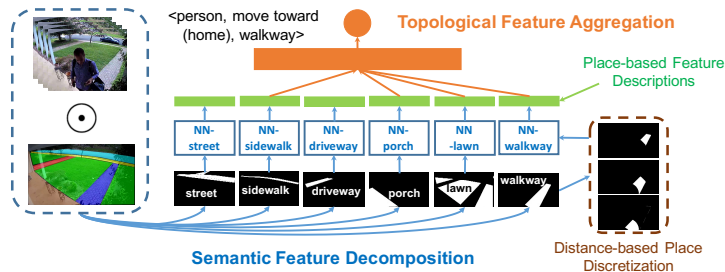 <person, move toward
(home), walkway>
Topological Feature Aggregation
Place-based Feature
Descriptions
NN-
street
NN-
sidewalk
NN-
driveway
NN-
porch
NN
-lawn
NN-
walkway
street
sidewalk
driveway
porch
lawn
walkway
Semantic Feature Decomposition
Distance-based Place
Discretization